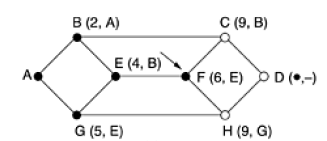 B (2, A)
C (9, B)
E (4, B)
A
F (6, E)
D (•,–)
G (5, E)
H (9, G)